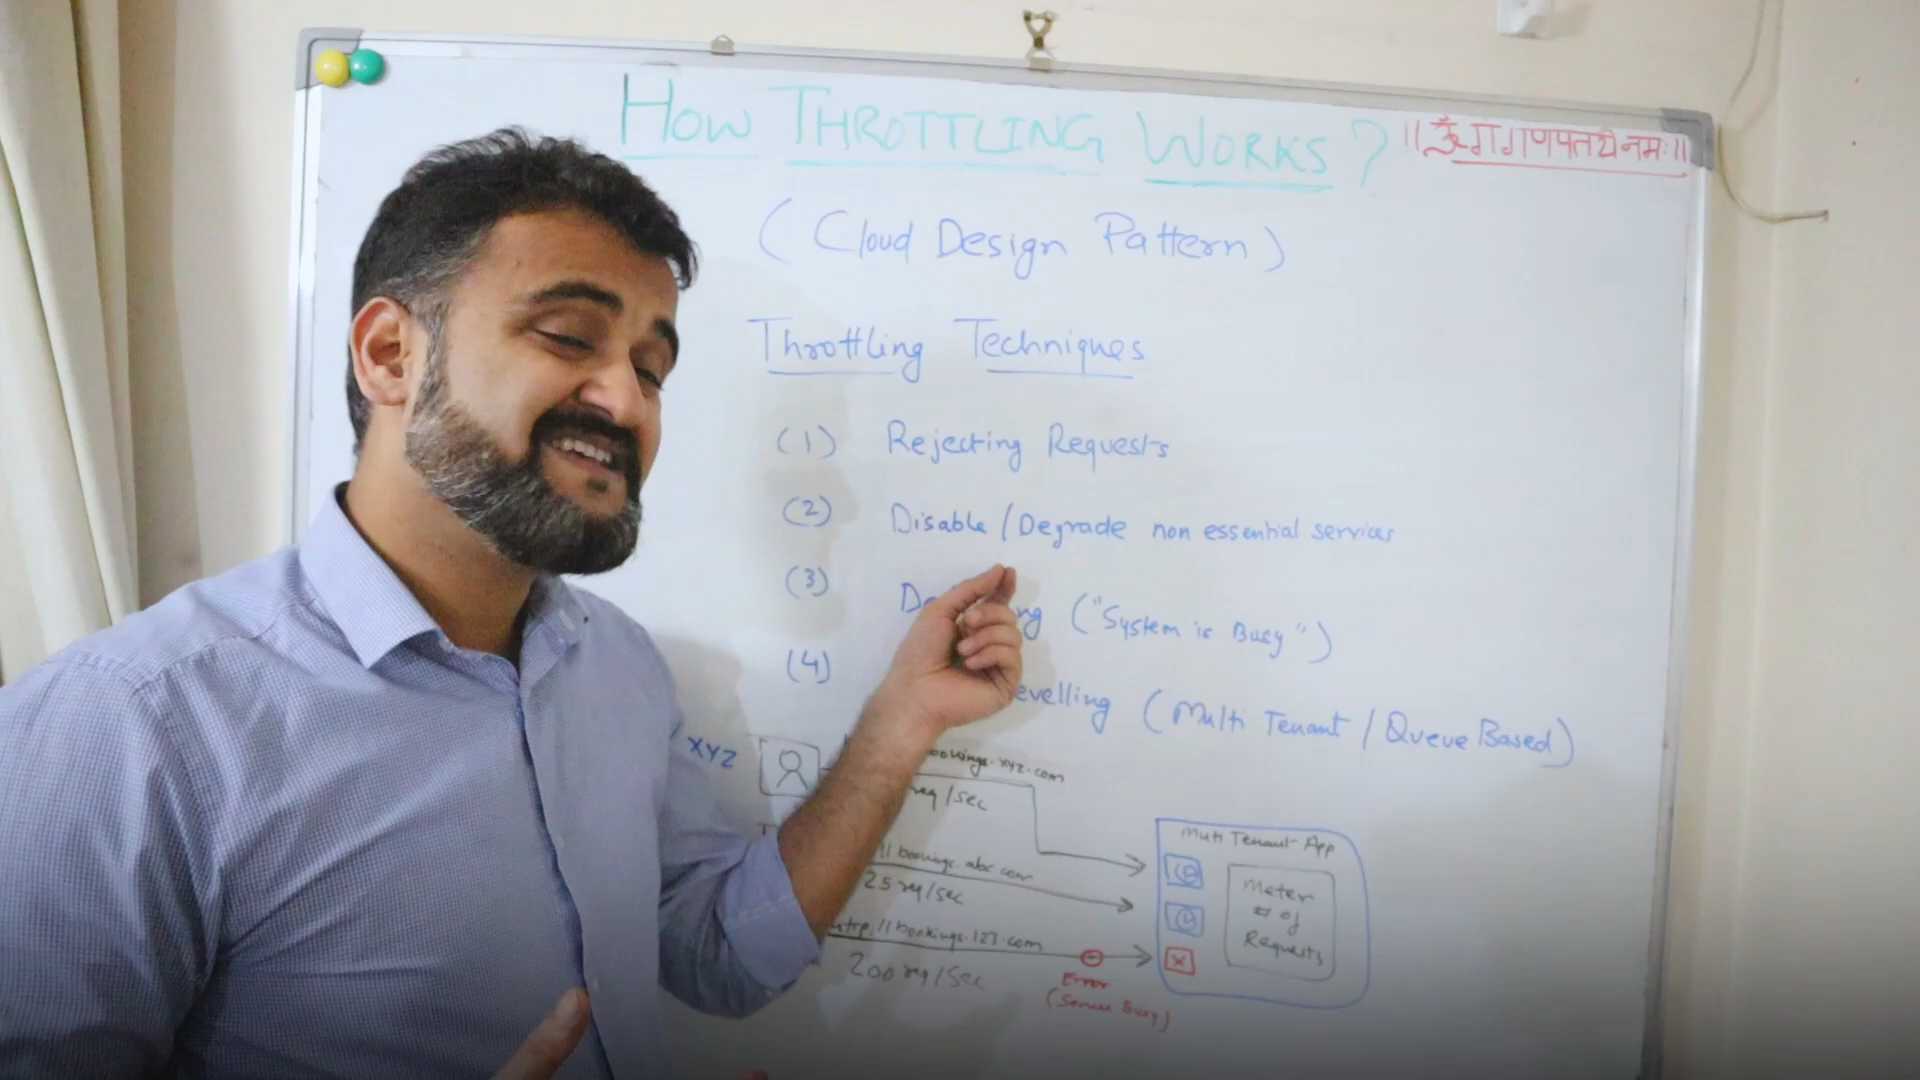 HOW THROTTLING WORKS ?
||ॐ गं गणपतये नमः||
(Cloud Design Pattern)
Throttling Techniques
(1) Rejecting Requests
(2) Disable / Degrade non essential services
(3) ("System is Busy")
(4) (Multi Tenant / Queue Based)
XYZ
bookings.xyz.com
req/sec
Multi Tenant App
// bookings.abc.com
25 req/sec
Meter
# of
Requests
http://bookings.123.com
200 req/sec
X
Error
(Server Busy)